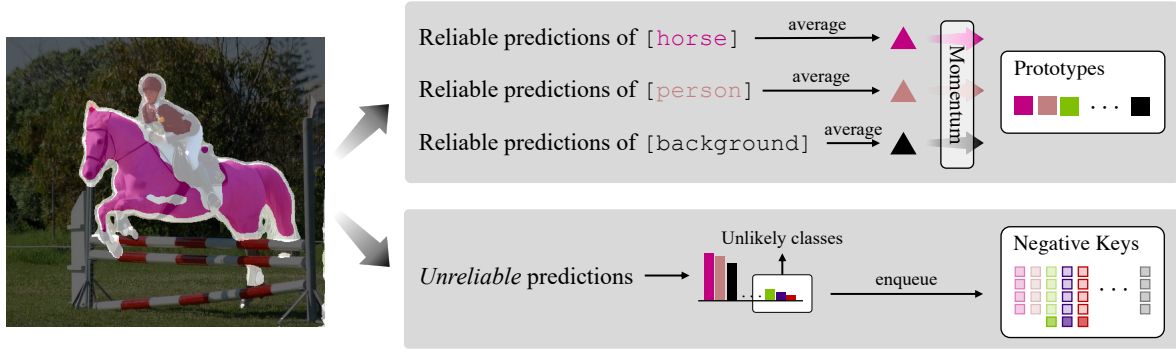 Reliable predictions of [horse]
average
Reliable predictions of [person]
average
Reliable predictions of [background]
average
Momentum
Prototypes
· · ·
Unreliable predictions
Unlikely classes
...
enqueue
Negative Keys
· · ·